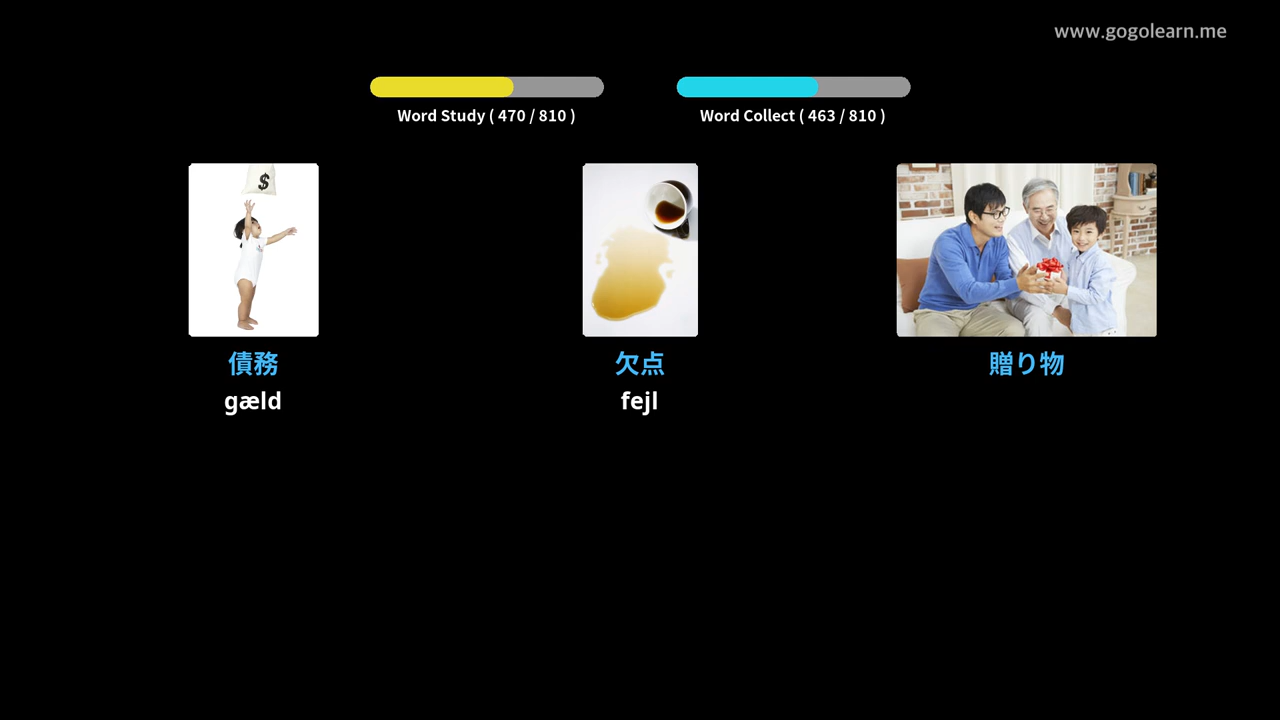 www.gogolearn.me
Word Study ( 470 / 810 )
Word Collect ( 463 / 810 )
$
債務
gæld
欠点
fejl
贈り物